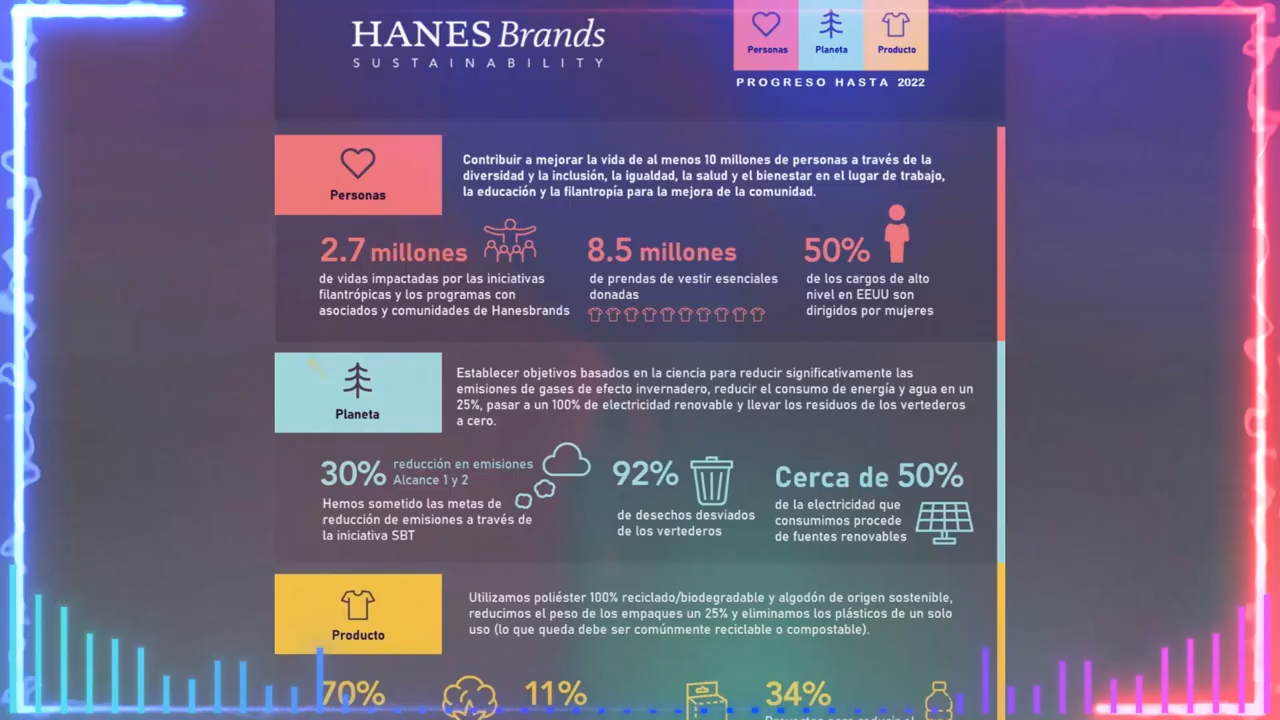 HANES Brands
SUSTAINABILITY
Personas
Planeta
Producto
PROGRESO HASTA 2022
Personas
Contribuir a mejorar la vida de al menos 10 millones de personas a través de la
diversidad y la inclusión, la igualdad, la salud y el bienestar en el lugar de trabajo,
la educación y la filantropía para la mejora de la comunidad.
2.7 millones
de vidas impactadas por las iniciativas
filantrópicas y los programas con
asociados y comunidades de Hanesbrands
8.5 millones
de prendas de vestir esenciales
donadas
50%
de los cargos de alto
nivel en EEUU son
dirigidos por mujeres
Planeta
Establecer objetivos basados en la ciencia para reducir significativamente las
emisiones de gases de efecto invernadero, reducir el consumo de energía y agua en un
25%, pasar a un 100% de electricidad renovable y llevar los residuos de los vertederos
a cero.
30%
reducción en emisiones
Alcance 1 y 2
Hemos sometido las metas de
reducción de emisiones a través de
la iniciativa SBT
92%
de desechos desviados
de los vertederos
Cerca de 50%
de la electricidad que
consumimos procede
de fuentes renovables
Producto
Utilizamos poliéster 100% reciclado/biodegradable y algodón de origen sostenible,
reducimos el peso de los empaques un 25% y eliminamos los plásticos de un solo
uso (lo que queda debe ser comúnmente reciclable o compostable).
70%
11%
34%